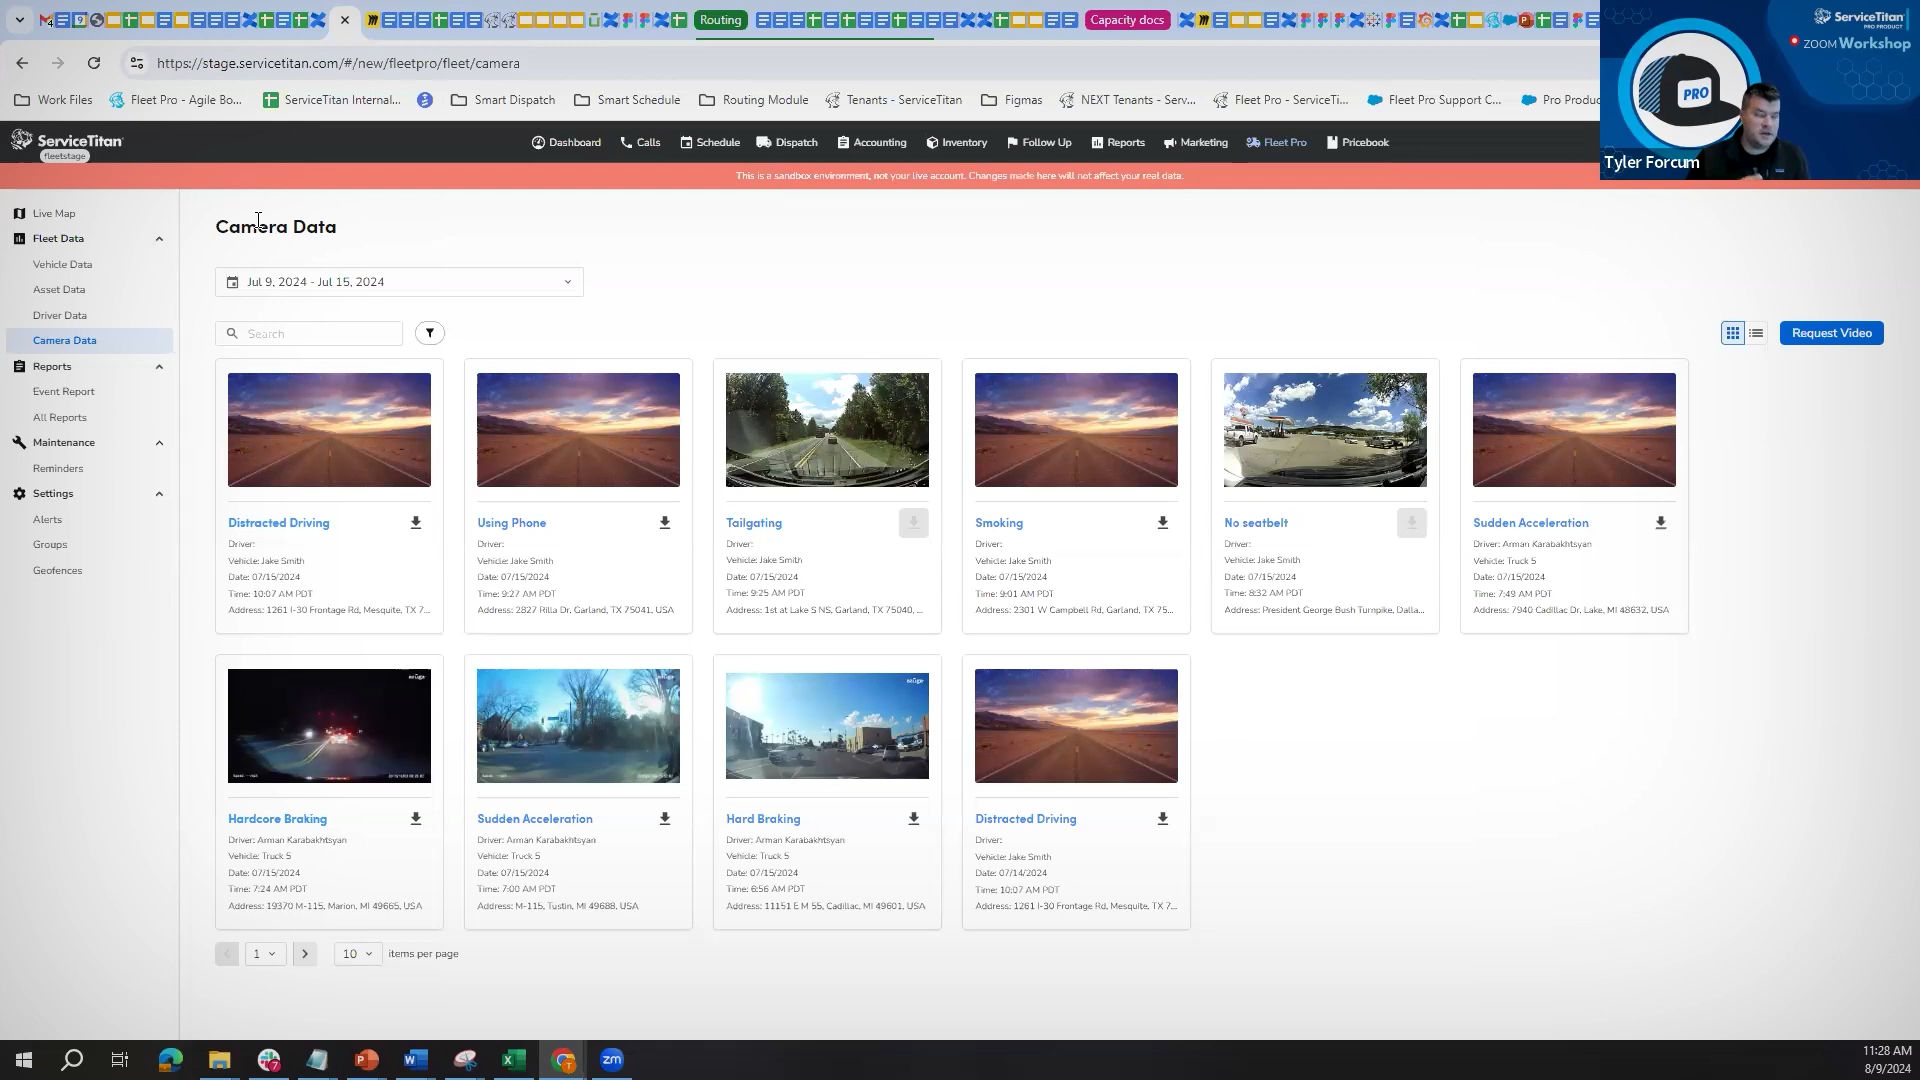 Routing
Capacity docs
https://stage.servicetitan.com/#/new/fleetpro/fleet/camera
Work Files
Fleet Pro - Agile Bo...
ServiceTitan Internal...
Smart Dispatch
Smart Schedule
Routing Module
Tenants - ServiceTitan
Figmas
NEXT Tenants - Serv...
Fleet Pro - ServiceTi...
Fleet Pro Support C...
Pro Produc
ServiceTitan
PRO PRODUCT
ZOOM Workshop
PRO
Tyler Forcum
ServiceTitan
fleetstage
Dashboard
Calls
Schedule
Dispatch
Accounting
Inventory
Follow Up
Reports
Marketing
Fleet Pro
Pricebook
This is a sandbox environment, not your live account. Changes made here will not affect your real data.
Live Map
Fleet Data
Vehicle Data
Asset Data
Driver Data
Camera Data
Reports
Event Report
All Reports
Maintenance
Reminders
Settings
Alerts
Groups
Geofences
Camera Data
Jul 9, 2024 - Jul 15, 2024
Search
Request Video
Distracted Driving
Driver:
Vehicle: Jake Smith
Date: 07/15/2024
Time: 10:07 AM PDT
Address: 1261 I-30 Frontage Rd, Mesquite, TX 7...
Using Phone
Driver:
Vehicle: Jake Smith
Date: 07/15/2024
Time: 9:27 AM PDT
Address: 2827 Rilla Dr, Garland, TX 75041, USA
Tailgating
Driver:
Vehicle: Jake Smith
Date: 07/15/2024
Time: 9:25 AM PDT
Address: 1st at Lake S NS, Garland, TX 75040, ...
Smoking
Driver:
Vehicle: Jake Smith
Date: 07/15/2024
Time: 9:01 AM PDT
Address: 2301 W Campbell Rd, Garland, TX 75...
No seatbelt
Driver:
Vehicle: Jake Smith
Date: 07/15/2024
Time: 8:32 AM PDT
Address: President George Bush Turnpike, Dalla...
Sudden Acceleration
Driver: Arman Karabakhtsyan
Vehicle: Truck 5
Date: 07/15/2024
Time: 7:49 AM PDT
Address: 7940 Cadillac Dr, Lake, MI 48632, USA
Hardcore Braking
Driver: Arman Karabakhtsyan
Vehicle: Truck 5
Date: 07/15/2024
Time: 7:24 AM PDT
Address: 19370 M-115, Marion, MI 49665, USA
Sudden Acceleration
Driver: Arman Karabakhtsyan
Vehicle: Truck 5
Date: 07/15/2024
Time: 7:00 AM PDT
Address: M-115, Tustin, MI 49688, USA
Hard Braking
Driver: Arman Karabakhtsyan
Vehicle: Truck 5
Date: 07/15/2024
Time: 6:56 AM PDT
Address: 11151 E M 55, Cadillac, MI 49601, USA
Distracted Driving
Driver:
Vehicle: Jake Smith
Date: 07/14/2024
Time: 10:07 AM PDT
Address: 1261 I-30 Frontage Rd, Mesquite, TX 7...
1
10
items per page
11:28 AM
8/9/2024